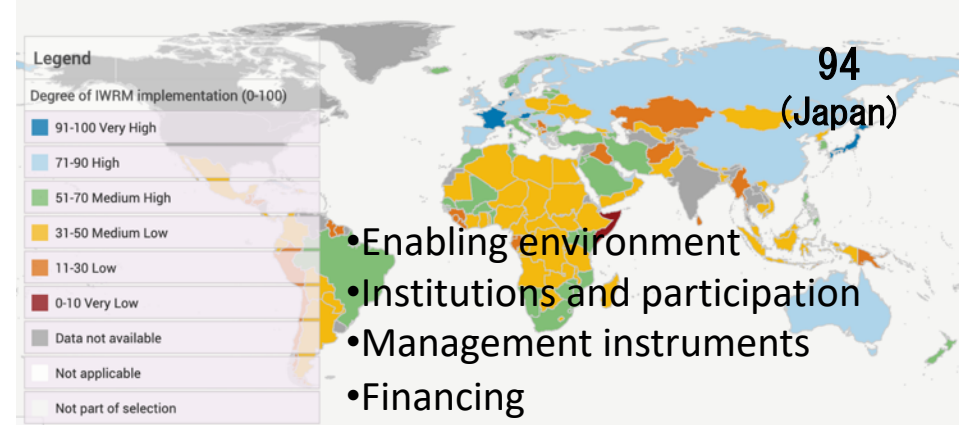 Legend
Degree of IWRM implementation (0-100)
91-100 Very High
71-90 High
51-70 Medium High
31-50 Medium Low
11-30 Low
0-10 Very Low
Data not available
Not applicable
Not part of selection
94
(Japan)
•Enabling environment
•Institutions and participation
•Management instruments
•Financing